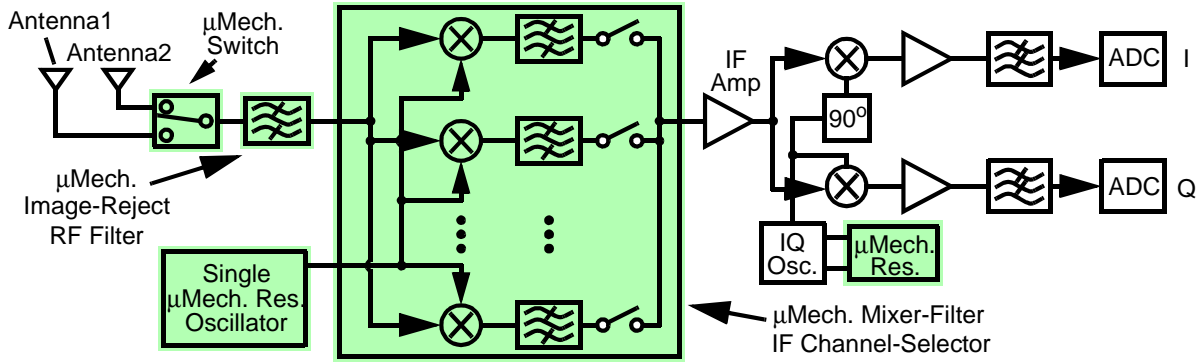 Antenna1
Antenna2
μMech.
Switch
μMech.
Image-Reject
RF Filter
Single
μMech. Res.
Oscillator
μMech. Mixer-Filter
IF Channel-Selector
IF
Amp
90o
IQ
Osc.
μMech.
Res.
ADC
I
ADC
Q